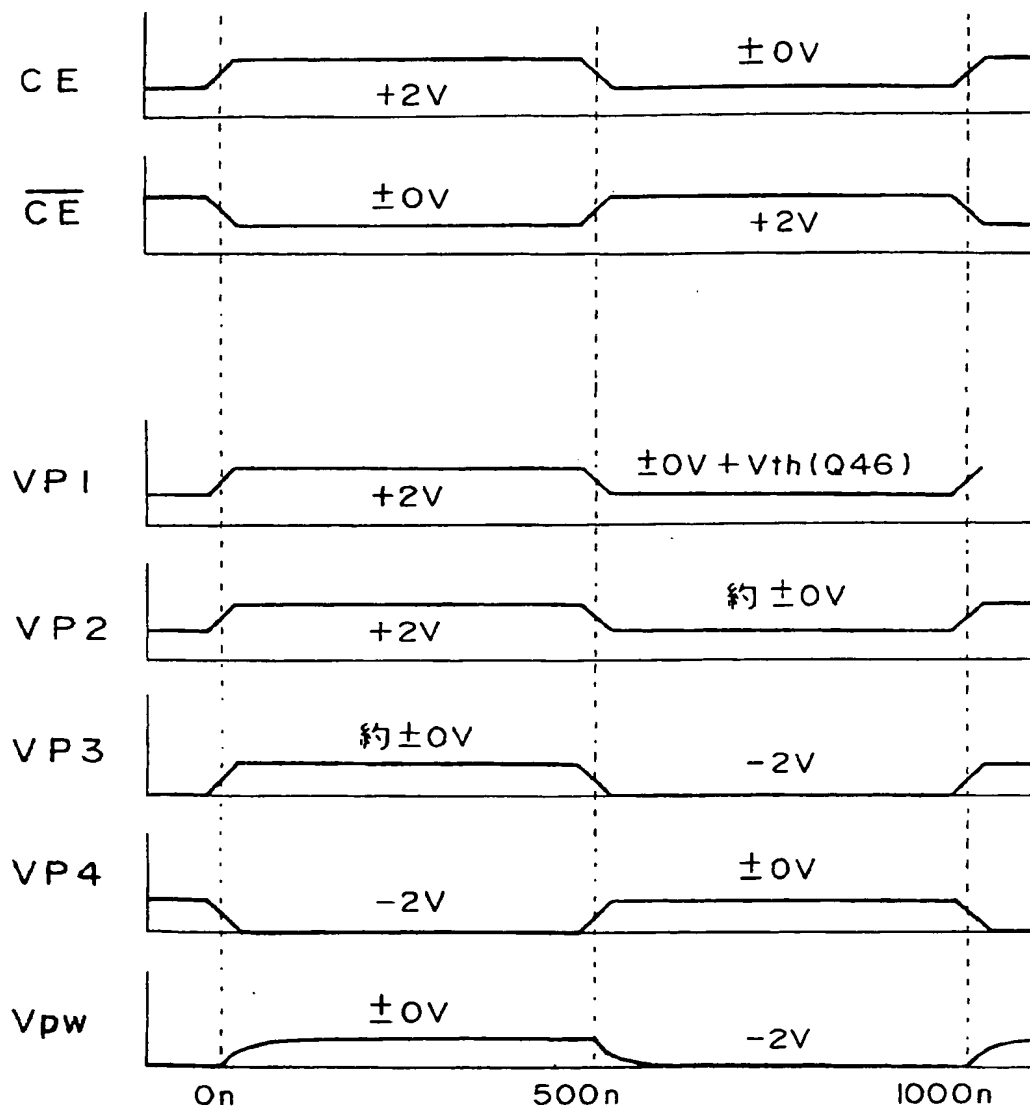 CE
+2V
±0V
C̅E̅
±0V
+2V
VP1
+2V
±0V+Vth(Q46)
VP2
+2V
約±0V
VP3
約±0V
-2V
VP4
-2V
±0V
Vpw
±0V
-2V
0n
500n
1000n